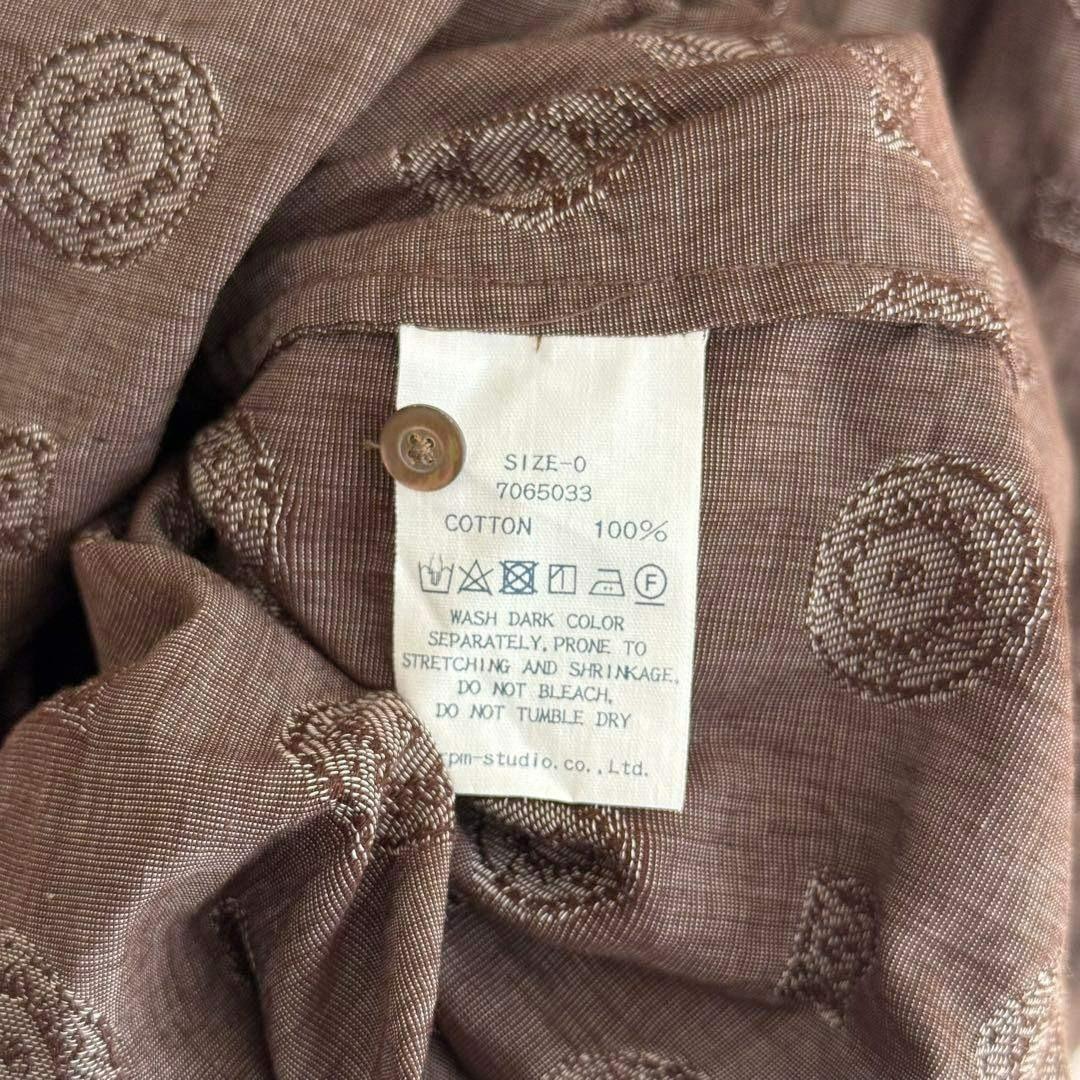 SIZE-0
7065033
COTTON 100%
F
WASH DARK COLOR
SEPARATELY, PRONE TO
STRETCHING AND SHRINKAGE,
DO NOT BLEACH,
DO NOT TUMBLE DRY
rpm-studio.co.,Ltd.